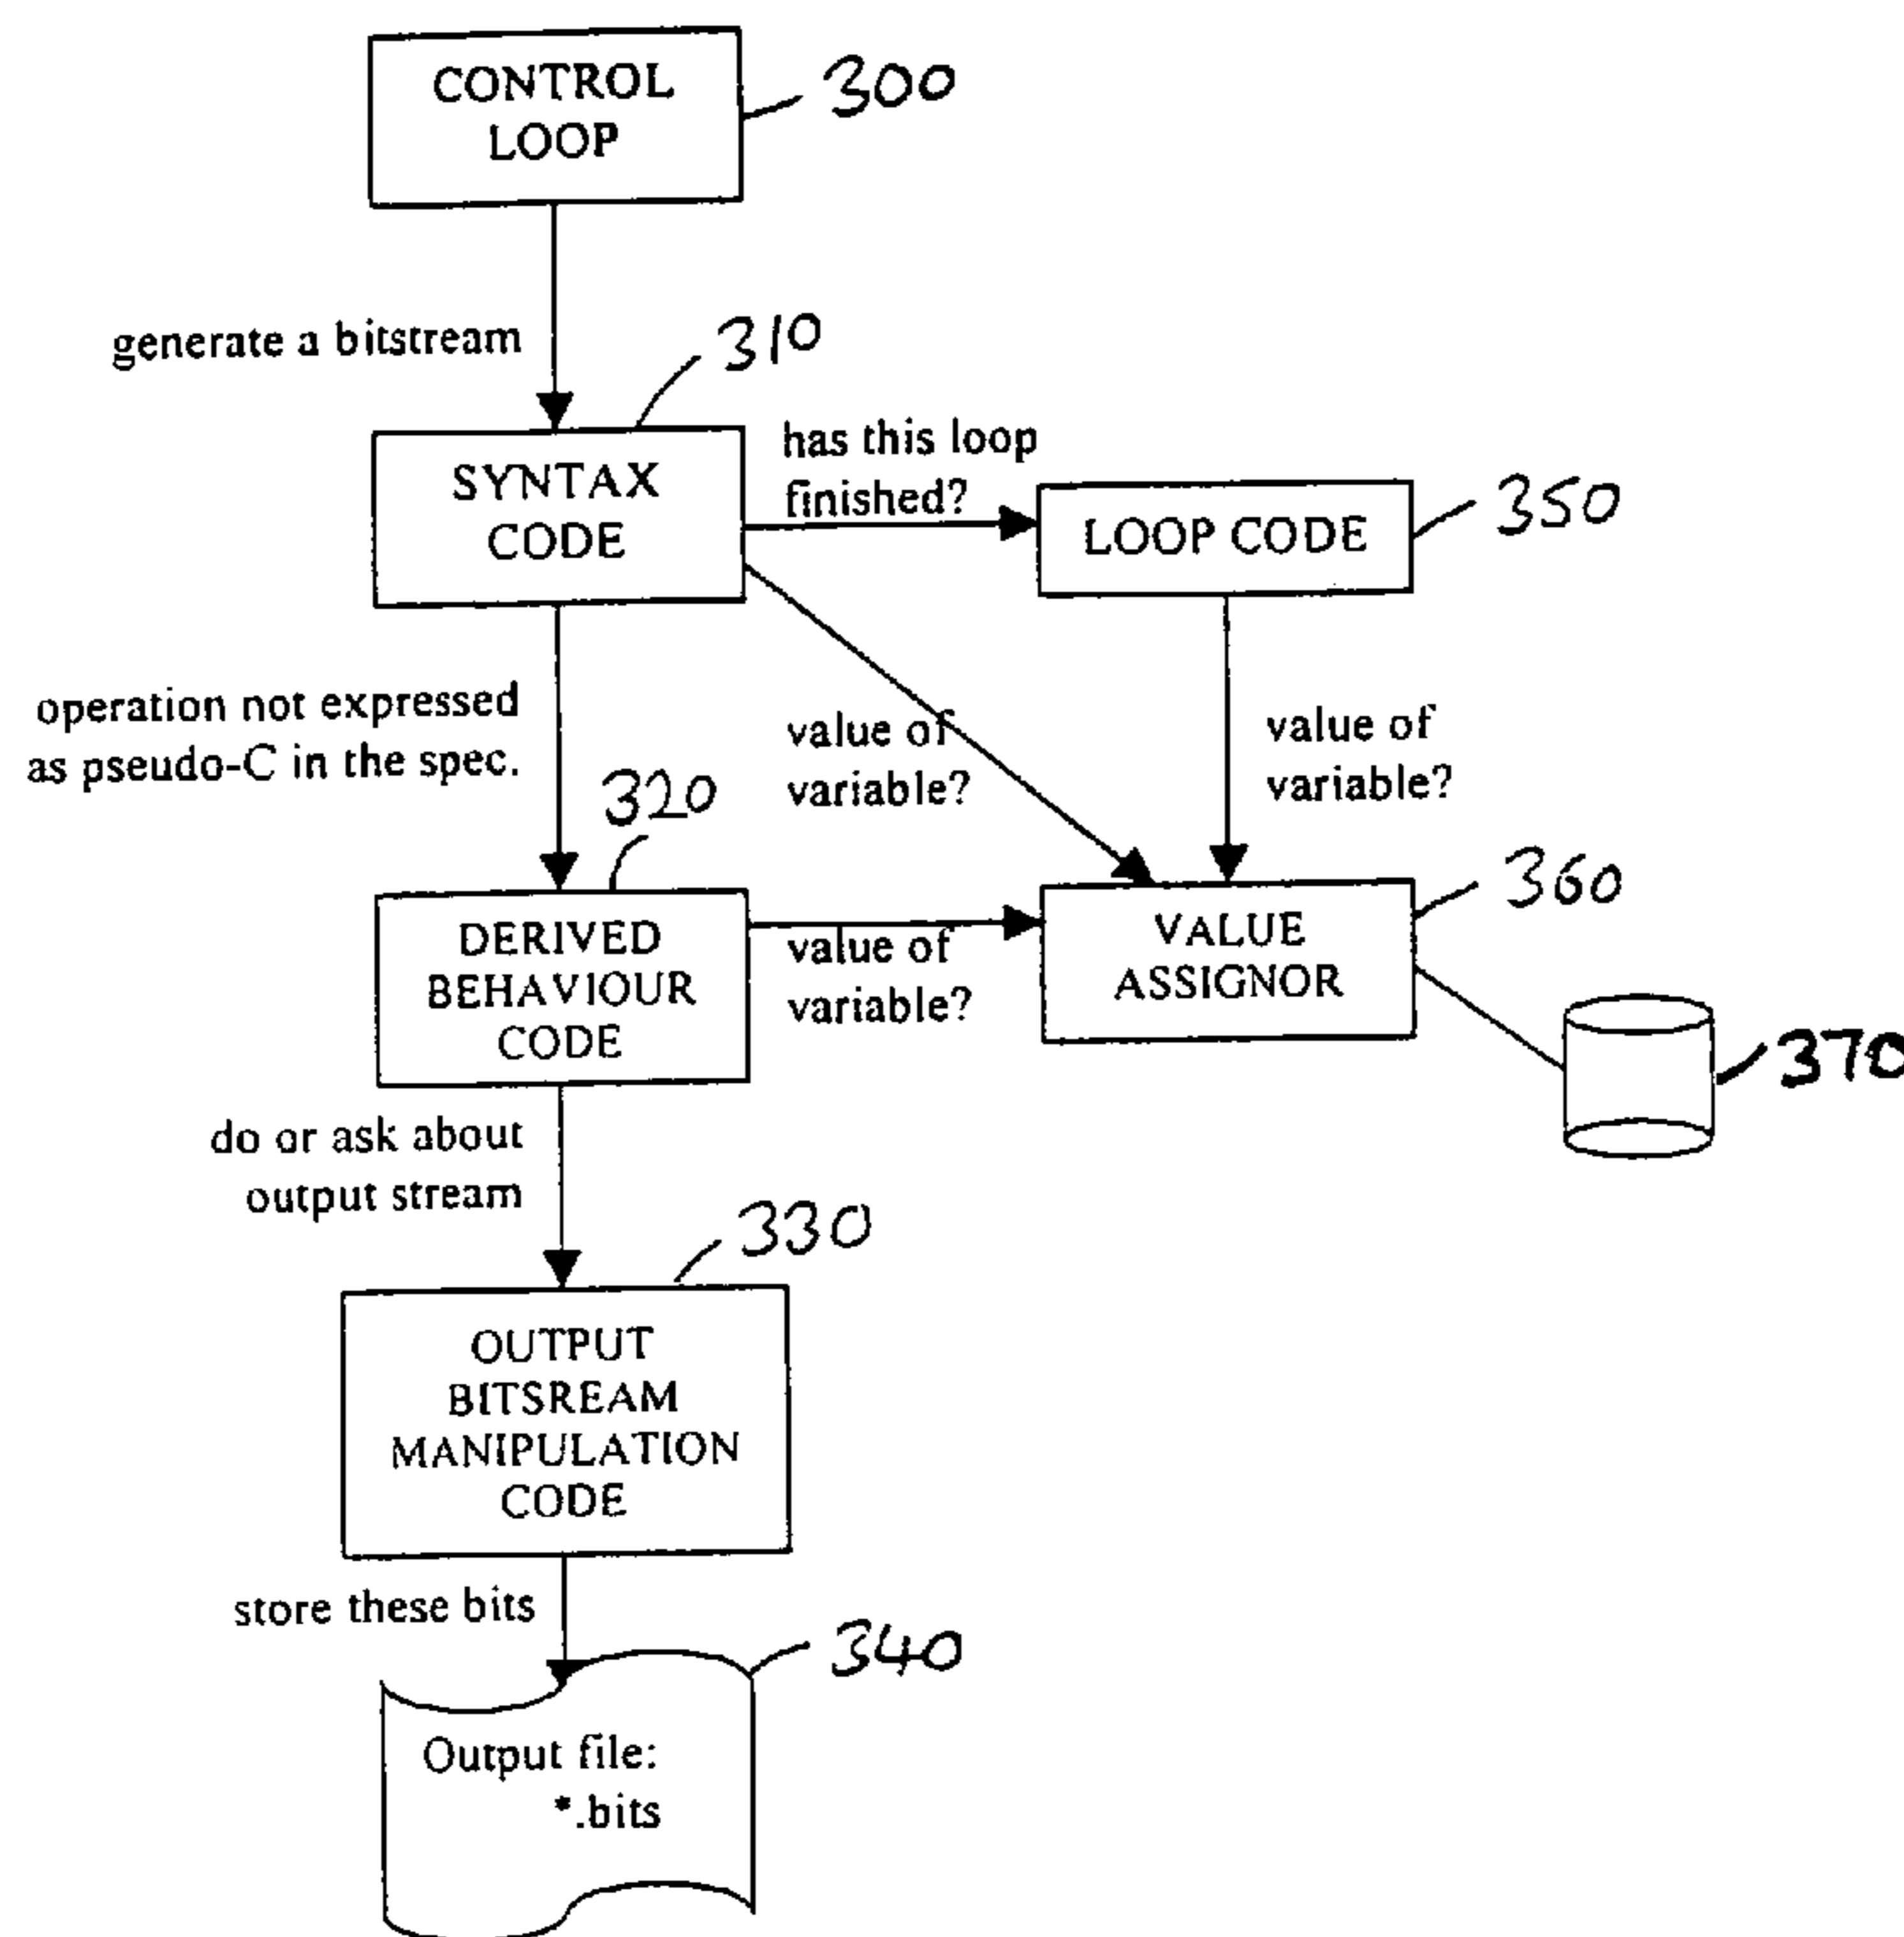 CONTROL
LOOP
300
generate a bitstream
310
SYNTAX
CODE
has this loop
finished?
LOOP CODE
350
operation not expressed
as pseudo-C in the spec.
value of
variable?
value of
variable?
320
DERIVED
BEHAVIOUR
CODE
value of
variable?
VALUE
ASSIGNOR
360
370
do or ask about
output stream
330
OUTPUT
BITSREAM
MANIPULATION
CODE
store these bits
340
Output file:
*.bits